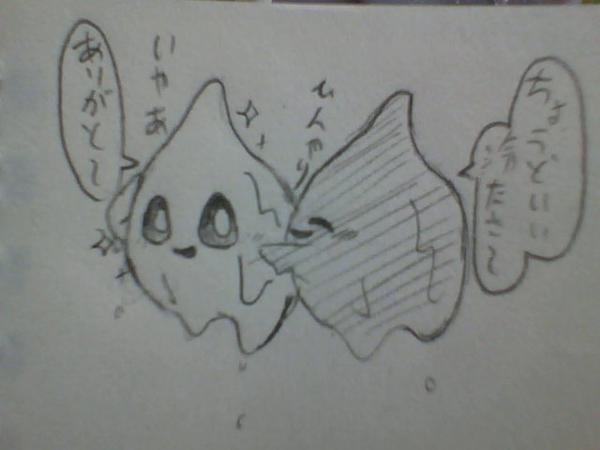 ちょうどいい
冷たさ〜
ひんやり
いやあ
ありがと〜